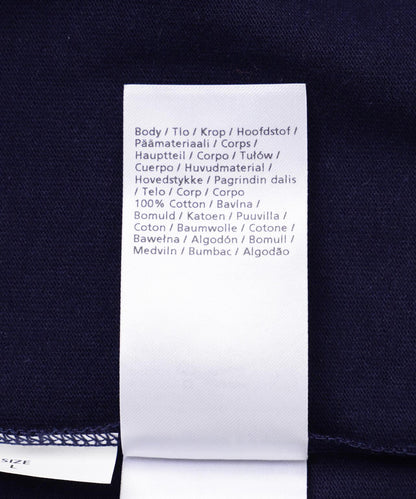 Body / Tlo / Krop / Hoofdstof /
Päämateriaali / Corps /
Hauptteil / Corpo / Tułów /
Cuerpo / Huvudmaterial /
Hovedstykke / Pagrindin dalis
/ Telo / Corp / Corpo
100% Cotton / Bavlna /
Bomuld / Katoen / Puuvilla /
Coton / Baumwolle / Cotone /
Bawełna / Algodón / Bomull /
Medviln / Bumbac / Algodão
SIZE
L